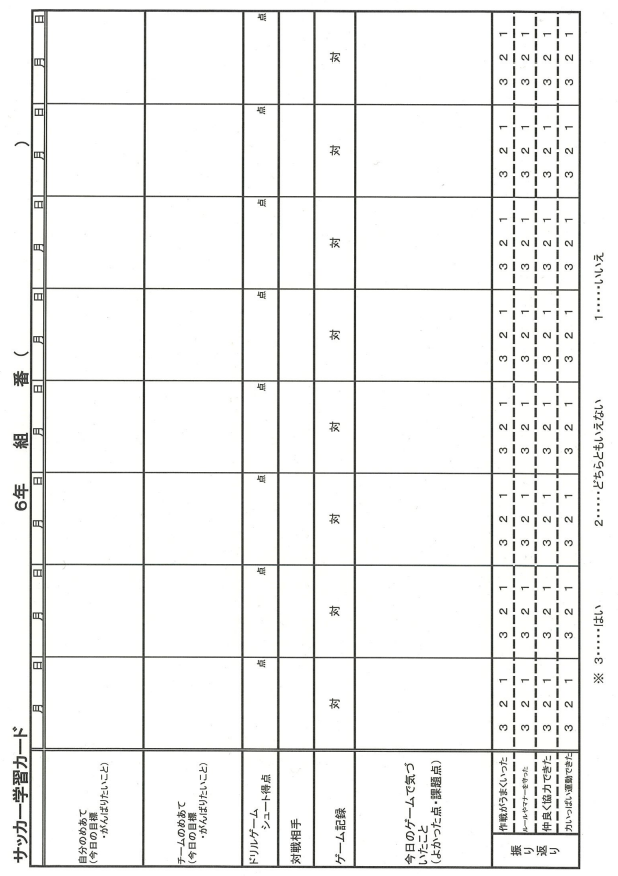 サッカー学習カード　6年　組　番（　　　）
月　日　月　日　月　日　月　日　月　日　月　日　月　日　月　日
自分のめあて
（今日の目標
・がんばりたいこと）
チームのめあて
（今日の目標
・がんばりたいこと）
ドリルゲーム
シュート得点
点　点　点　点　点　点　点　点
対戦相手
ゲーム記録　対　対　対　対　対　対　対　対
今日のゲームで気づ
いたこと
（よかった点・課題点）
振り返り
作戦がうまくいった　3　2　1　3　2　1　3　2　1　3　2　1　3　2　1　3　2　1　3　2　1　3　2　1
ルールやマナーを守った　3　2　1　3　2　1　3　2　1　3　2　1　3　2　1　3　2　1　3　2　1　3　2　1
仲良く協力できた　3　2　1　3　2　1　3　2　1　3　2　1　3　2　1　3　2　1　3　2　1　3　2　1
力いっぱい運動できた　3　2　1　3　2　1　3　2　1　3　2　1　3　2　1　3　2　1　3　2　1　3　2　1
※　3・・・・・はい　2・・・・・どちらともいえない　1・・・・・いいえ